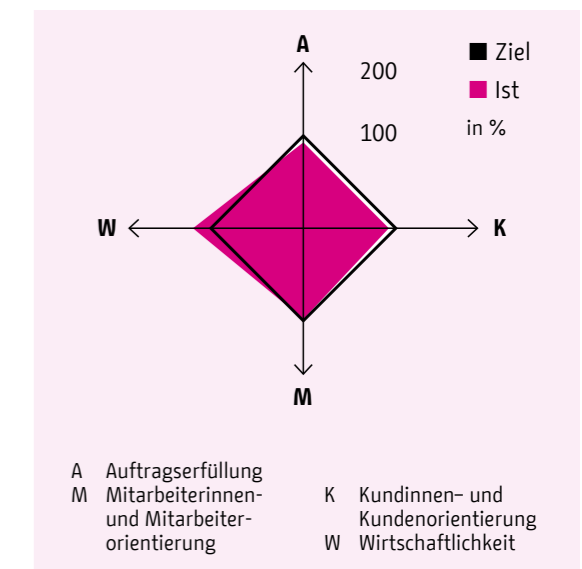 A
200
Ziel
Ist
100
in %
W
K
M
A Auftragserfüllung
M Mitarbeiterinnen-
und Mitarbeiter-
orientierung
K Kundinnen- und
Kundenorientierung
W Wirtschaftlichkeit